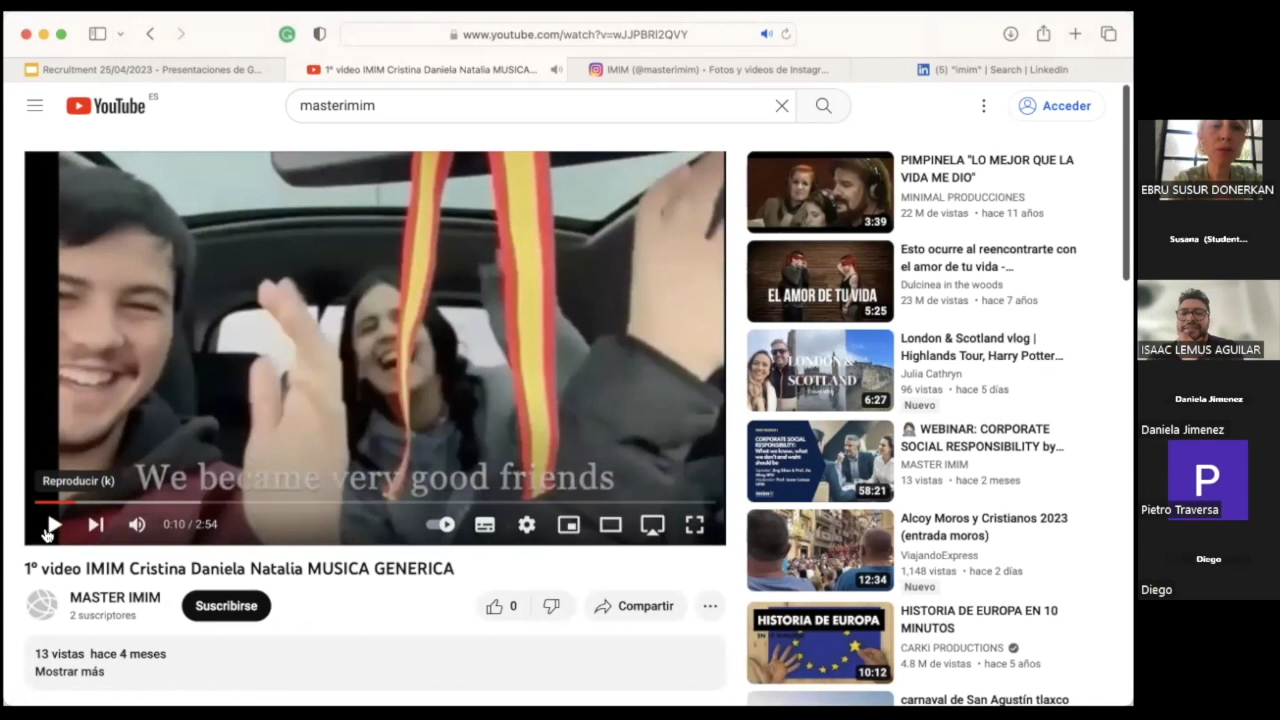 www.youtube.com/watch?v=wJJPBRI2QVY
Recruitment 25/04/2023 - Presentaciones de G...
1º video IMIM Cristina Daniela Natalia MUSICA...
IMIM (@masterimim) • Fotos y videos de Instagr...
(5) "imim" | Search | LinkedIn
YouTube ES
masterimim
Acceder
We became very good friends
Reproducir (k)
0:10 / 2:54
1º video IMIM Cristina Daniela Natalia MUSICA GENERICA
MASTER IMIM
2 suscriptores
Suscribirse
0
Compartir
13 vistas hace 4 meses
Mostrar más
3:39
PIMPINELA "LO MEJOR QUE LA
VIDA ME DIO"
MINIMAL PRODUCCIONES
22 M de vistas • hace 11 años
EL AMOR DE TU VIDA
5:25
Esto ocurre al reencontrarte con
el amor de tu vida -...
Dulcinea in the woods
23 M de vistas • hace 7 años
LONDON &
SCOTLAND
6:27
London & Scotland vlog |
Highlands Tour, Harry Potter...
Julia Cathryn
96 vistas • hace 5 días
Nuevo
CORPORATE
SOCIAL
RESPONSIBILITY:
58:21
WEBINAR: CORPORATE
SOCIAL RESPONSIBILITY by...
MASTER IMIM
13 vistas • hace 2 meses
12:34
Alcoy Moros y Cristianos 2023
(entrada moros)
ViajandoExpress
1,148 vistas • hace 2 días
Nuevo
HISTORIA DE EUROPA
EN 10 MINUTOS
10:12
HISTORIA DE EUROPA EN 10
MINUTOS
CARKI PRODUCTIONS
4.8 M de vistas • hace 5 años
carnaval de San Agustín tlaxco
EBRU SUSUR DONERKAN
Susana (Student...
ISAAC LEMUS AGUILAR
Daniela Jimenez
Daniela Jimenez
P
Pietro Traversa
Diego
Diego